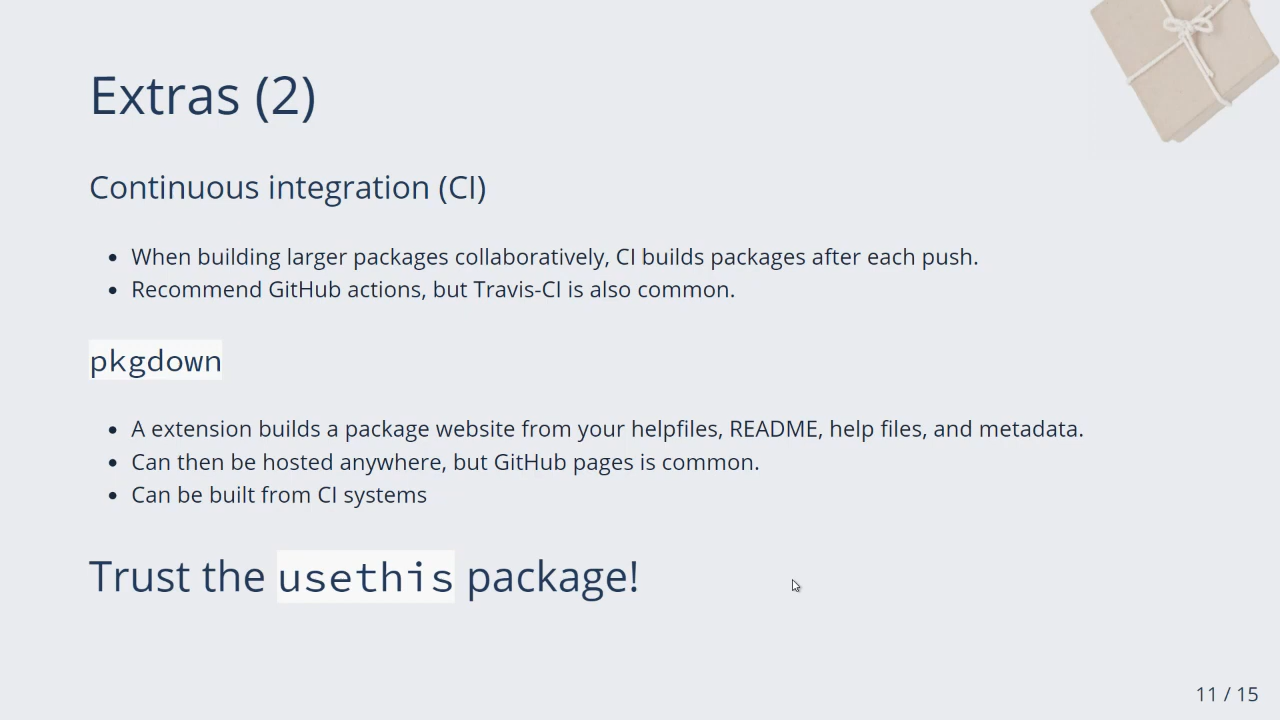 Extras (2)
Continuous integration (CI)
• When building larger packages collaboratively, CI builds packages after each push.
• Recommend GitHub actions, but Travis-CI is also common.
pkgdown
• A extension builds a package website from your helpfiles, README, help files, and metadata.
• Can then be hosted anywhere, but GitHub pages is common.
• Can be built from CI systems
Trust the usethis package!
11 / 15